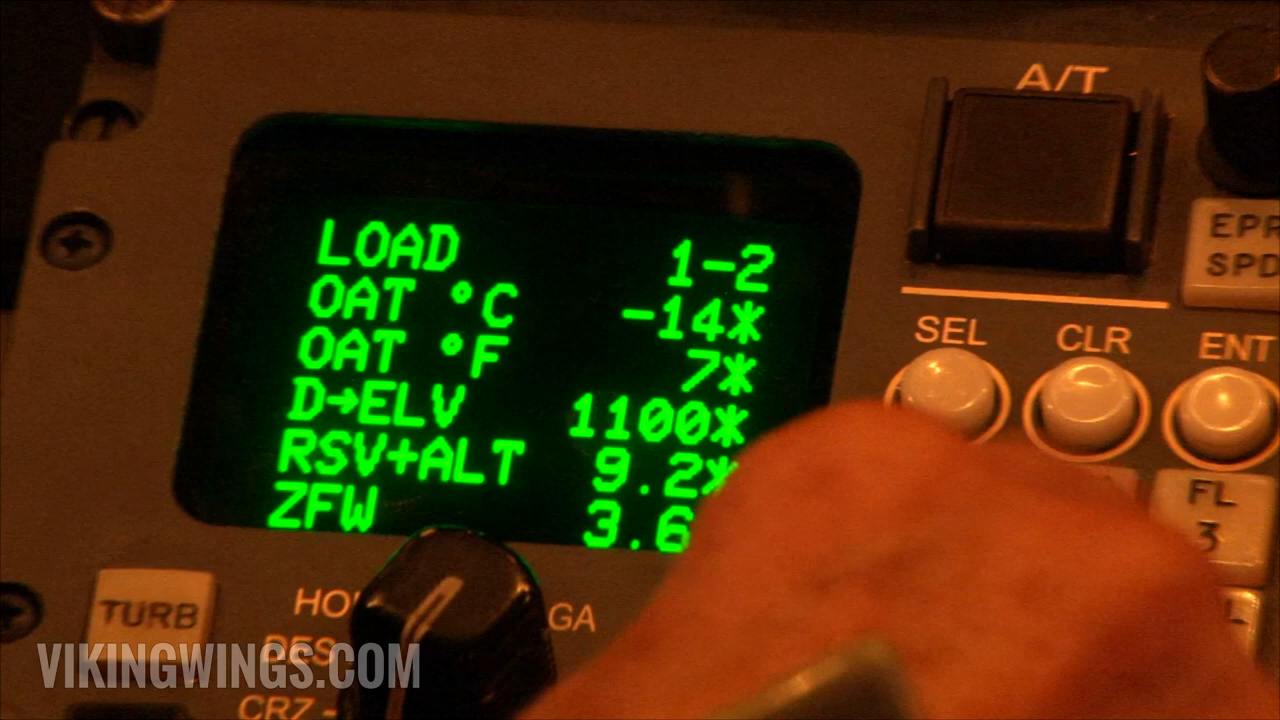 A/T
LOAD 1-2
OAT °C -14*
OAT °F 7*
D→ELV 1100*
RSV+ALT 9.2*
ZFW 3.6
EPR
SPD
SEL CLR ENT
FL
3
L
TURB
GA
VIKINGWINGS.COM